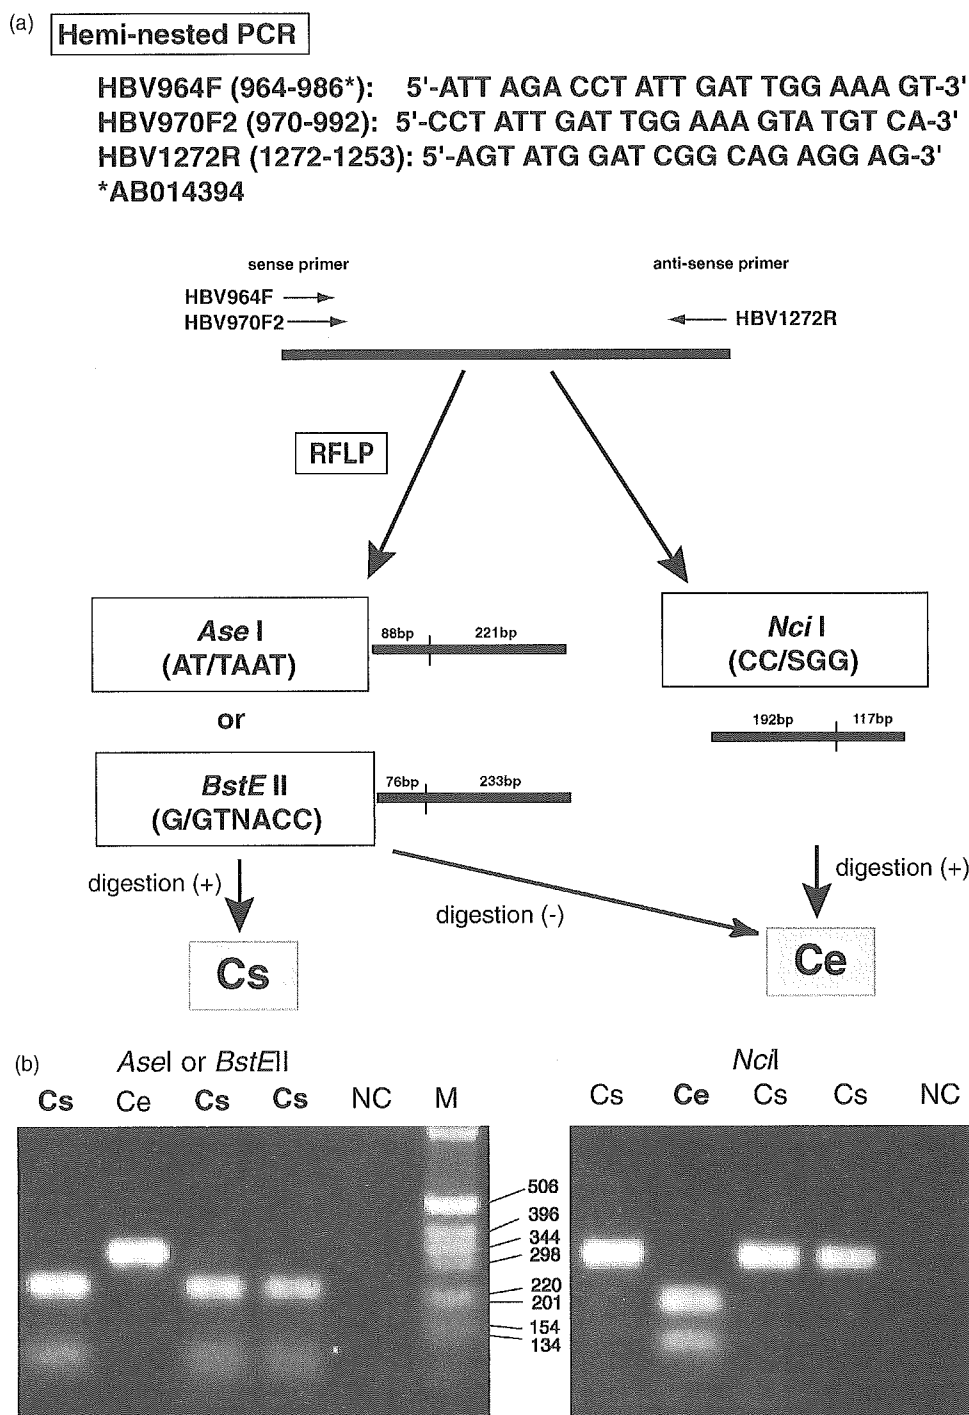 (a) Hemi-nested PCR
HBV964F (964-986*): 5'-ATT AGA CCT ATT GAT TGG AAA GT-3'
HBV970F2 (970-992): 5'-CCT ATT GAT TGG AAA GTA TGT CA-3'
HBV1272R (1272-1253): 5'-AGT ATG GAT CGG CAG AGG AG-3'
*AB014394
sense primer
anti-sense primer
HBV964F
HBV970F2
HBV1272R
RFLP
Ase I
(AT/TAAT)
88bp 221bp
Nci I
(CC/SGG)
192bp 117bp
or
BstE II
(G/GTNACC)
76bp 233bp
digestion (+)
digestion (-)
digestion (+)
Cs
Ce
(b) AseI or BstEII
Cs Ce Cs Cs NC M
NciI
Cs Ce Cs Cs NC
506
396
344
298
220
201
154
134